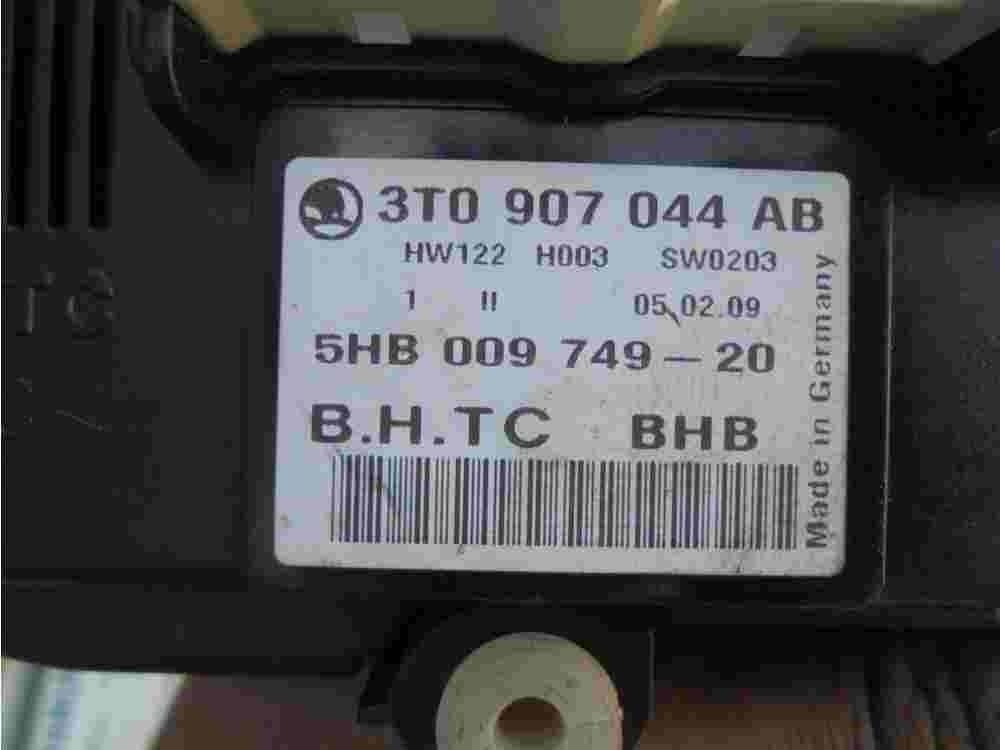 3T0 907 044 AB
HW122 H003 SW0203
1 II 05.02.09
5HB 009 749-20
B.H.TC BHB
Made in Germany
TC